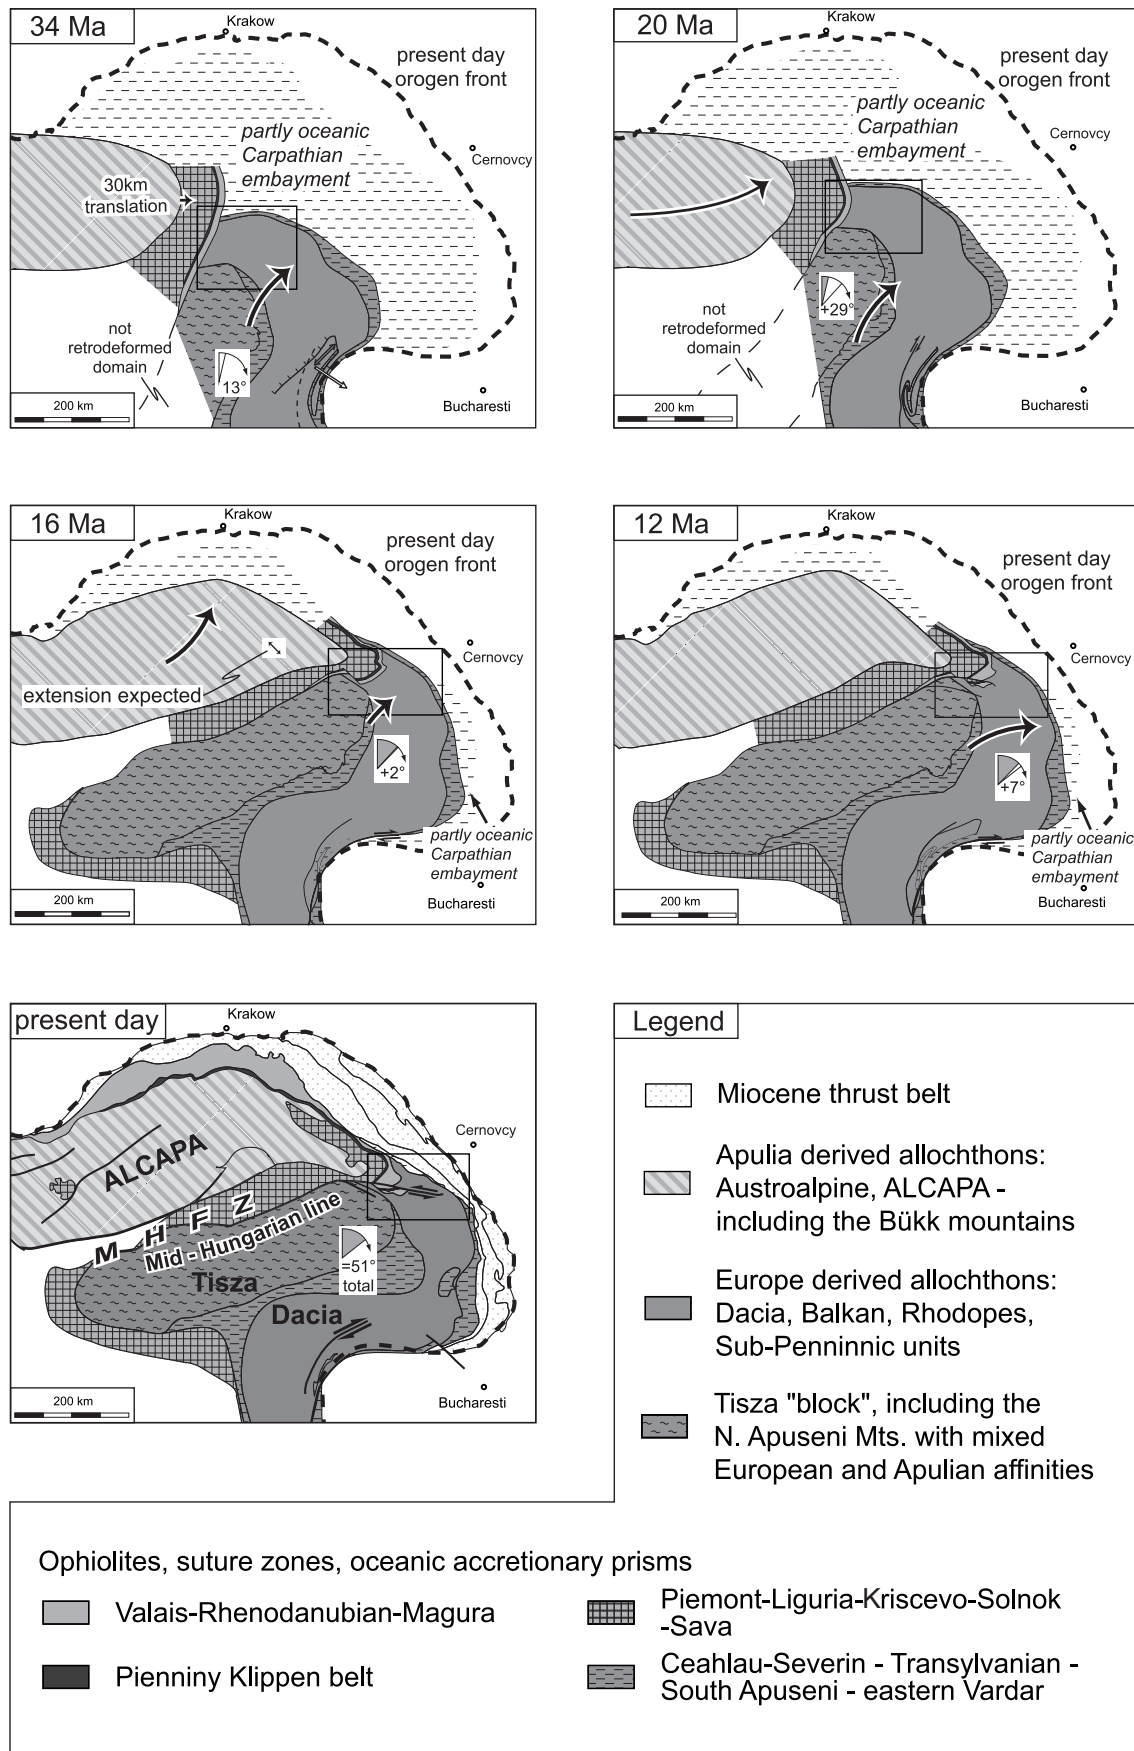 34 Ma
Krakow
present day
orogen front
partly oceanic
Carpathian
embayment
Cernovcy
30km
translation
not
retrodeformed
domain
13°
200 km
Bucharesti
20 Ma
Krakow
present day
orogen front
partly oceanic
Carpathian
embayment
Cernovcy
+29°
not
retrodeformed
domain
200 km
Bucharesti
16 Ma
Krakow
present day
orogen front
Cernovcy
extension expected
+2°
partly oceanic
Carpathian
embayment
200 km
Bucharesti
12 Ma
Krakow
present day
orogen front
Cernovcy
+7°
partly oceanic
Carpathian
embayment
200 km
Bucharesti
present day
Krakow
Cernovcy
ALCAPA
M H F Z
Mid - Hungarian line
=51°
total
Tisza
Dacia
200 km
Bucharesti
Legend
Miocene thrust belt
Apulia derived allochthons:
Austroalpine, ALCAPA -
including the Bükk mountains
Europe derived allochthons:
Dacia, Balkan, Rhodopes,
Sub-Penninnic units
Tisza "block", including the
N. Apuseni Mts. with mixed
European and Apulian affinities
Ophiolites, suture zones, oceanic accretionary prisms
Valais-Rhenodanubian-Magura
Pienniny Klippen belt
Piemont-Liguria-Kriscevo-Solnok
-Sava
Ceahlau-Severin - Transylvanian -
South Apuseni - eastern Vardar